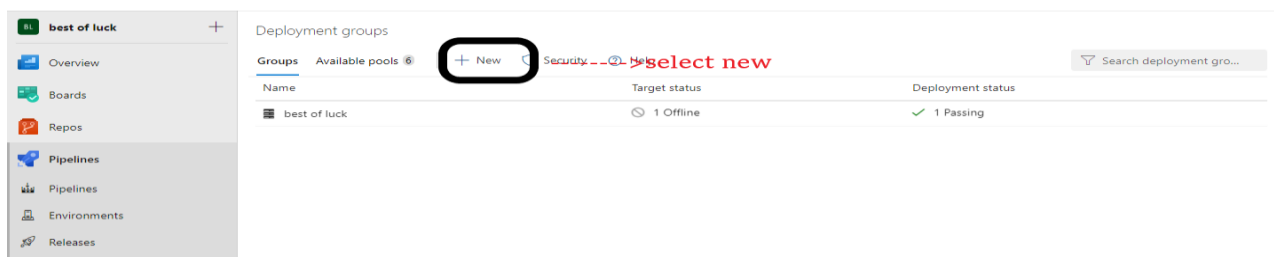 BL best of luck
Overview
Boards
Repos
Pipelines
Pipelines
Environments
Releases
Deployment groups
Groups Available pools 6 + New Security Help ----->select new Search deployment gro...
Name Target status Deployment status
best of luck 1 Offline 1 Passing